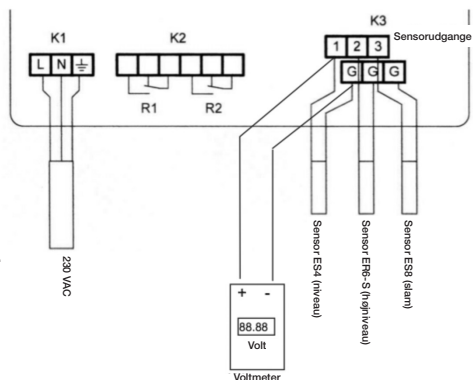 K1
K2
K3
Sensorudgange
L N
1 2 3
G G G
R1
R2
230 VAC
Sensor ES4 (niveau)
Sensor ER6-S (højniveau)
Sensor ES8 (slam)
+ -
88.88
Volt
Voltmeter